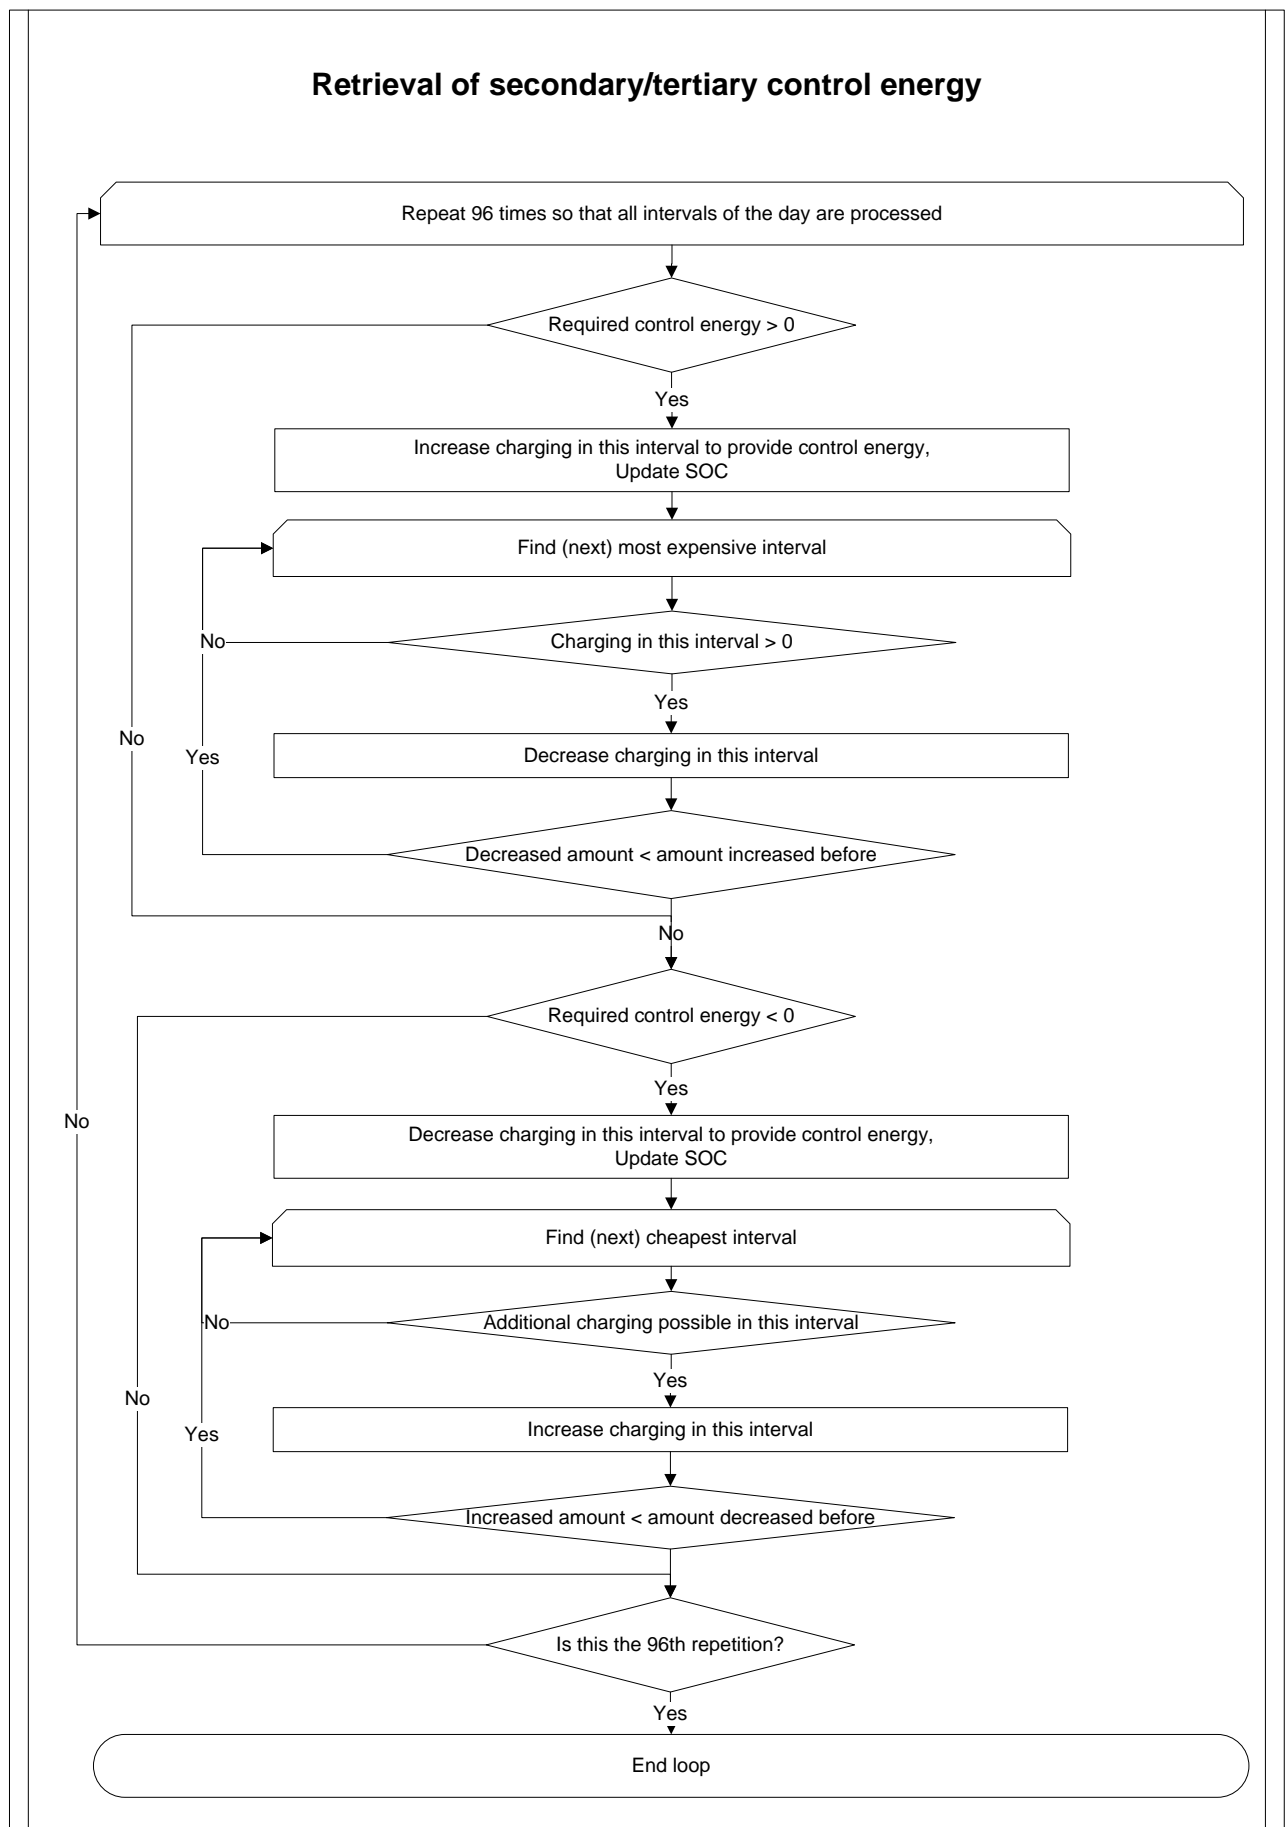 Retrieval of secondary/tertiary control energy
Repeat 96 times so that all intervals of the day are processed
Required control energy > 0
Yes
Increase charging in this interval to provide control energy,
Update SOC
Find (next) most expensive interval
Charging in this interval > 0
No
Yes
No
Yes
Decrease charging in this interval
Decreased amount < amount increased before
No
Required control energy < 0
Yes
No
Decrease charging in this interval to provide control energy,
Update SOC
Find (next) cheapest interval
Additional charging possible in this interval
No
Yes
No
Yes
Increase charging in this interval
Increased amount < amount decreased before
Is this the 96th repetition?
Yes
End loop